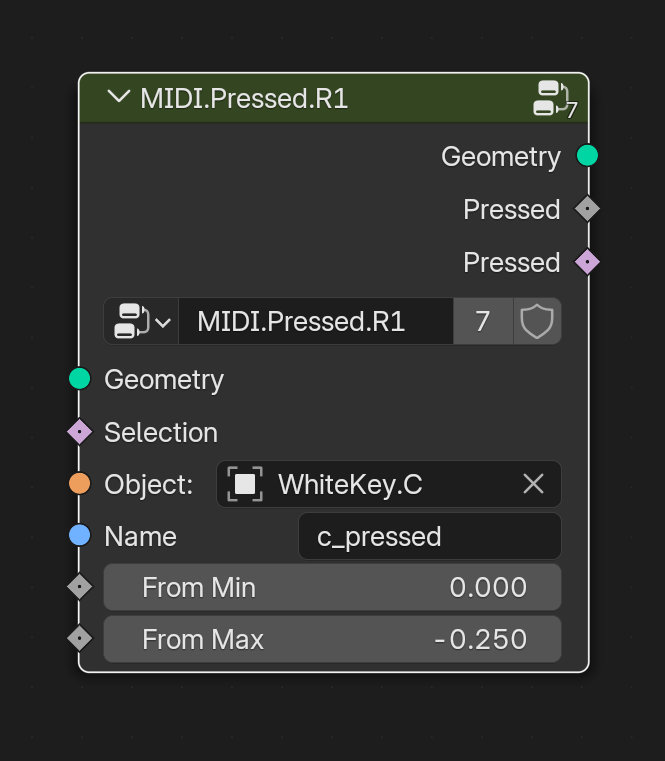 MIDI.Pressed.R1 7
Geometry
Pressed
Pressed
MIDI.Pressed.R1 7
Geometry
Selection
Object: WhiteKey.C
Name c_pressed
From Min 0.000
From Max -0.250